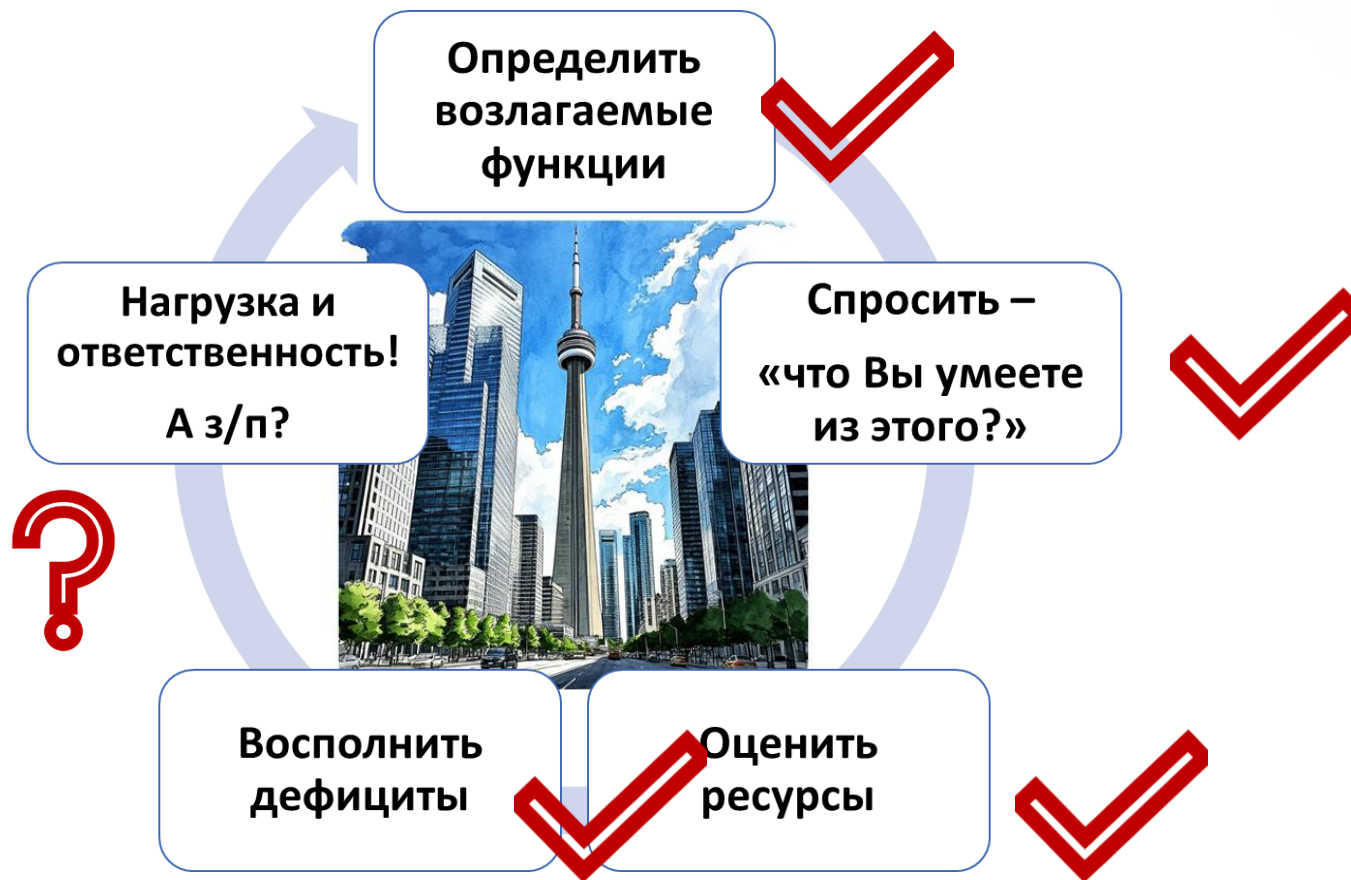 Определить
возлагаемые
функции
Спросить –
«что Вы умеете
из этого?»
Оценить
ресурсы
Восполнить
дефициты
Нагрузка и
ответственность!
А з/п?
?